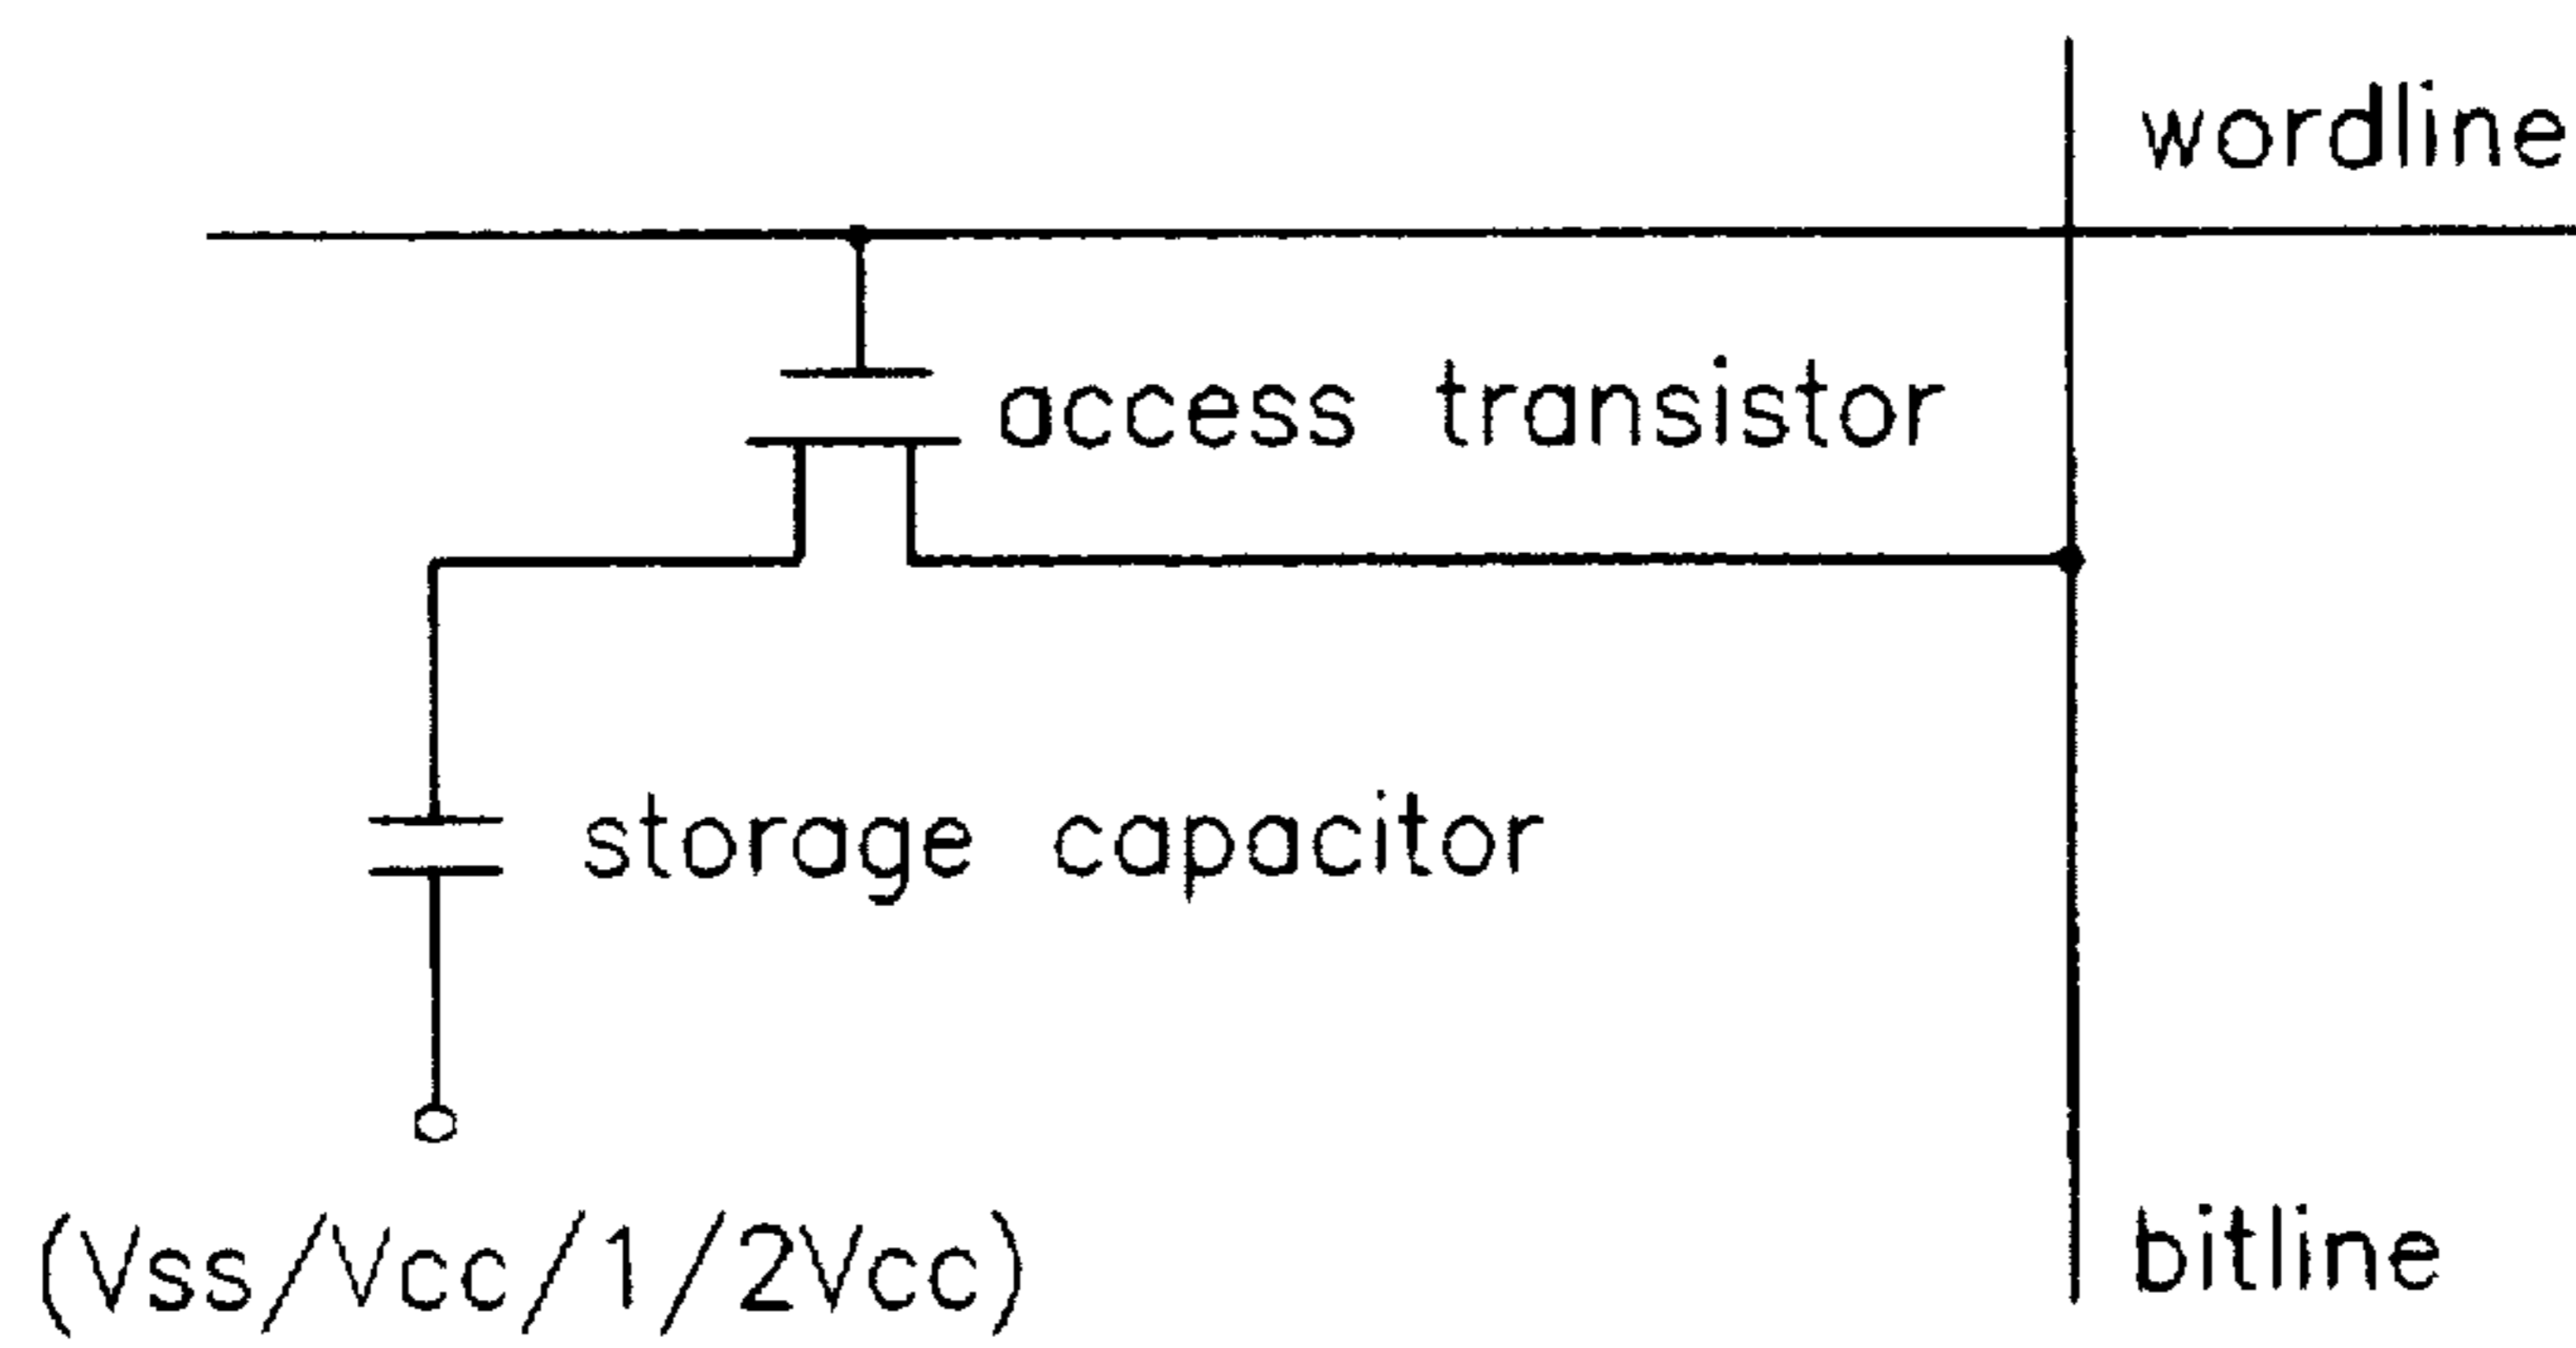 wordline
access transistor
storage capacitor
(Vss/Vcc/1/2Vcc)
bitline